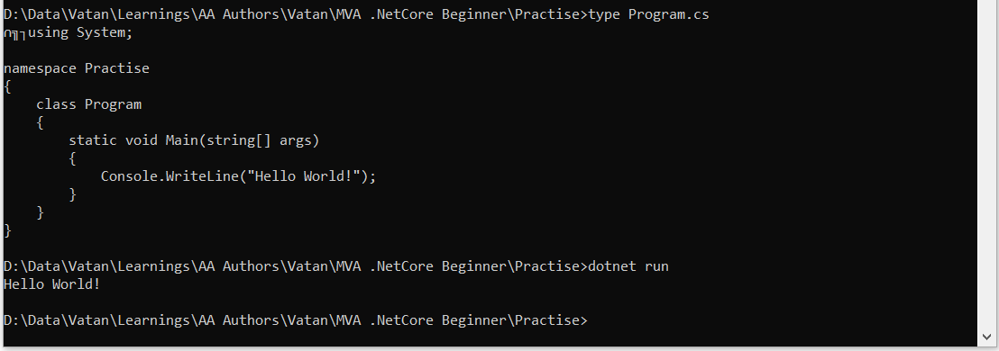 D:\Data\Vatan\Learnings\AA Authors\Vatan\MVA .NetCore Beginner\Practise>type Program.cs
∩╗┐using System;
namespace Practise
{
    class Program
    {
        static void Main(string[] args)
        {
            Console.WriteLine("Hello World!");
        }
    }
}
D:\Data\Vatan\Learnings\AA Authors\Vatan\MVA .NetCore Beginner\Practise>dotnet run
Hello World!
D:\Data\Vatan\Learnings\AA Authors\Vatan\MVA .NetCore Beginner\Practise>